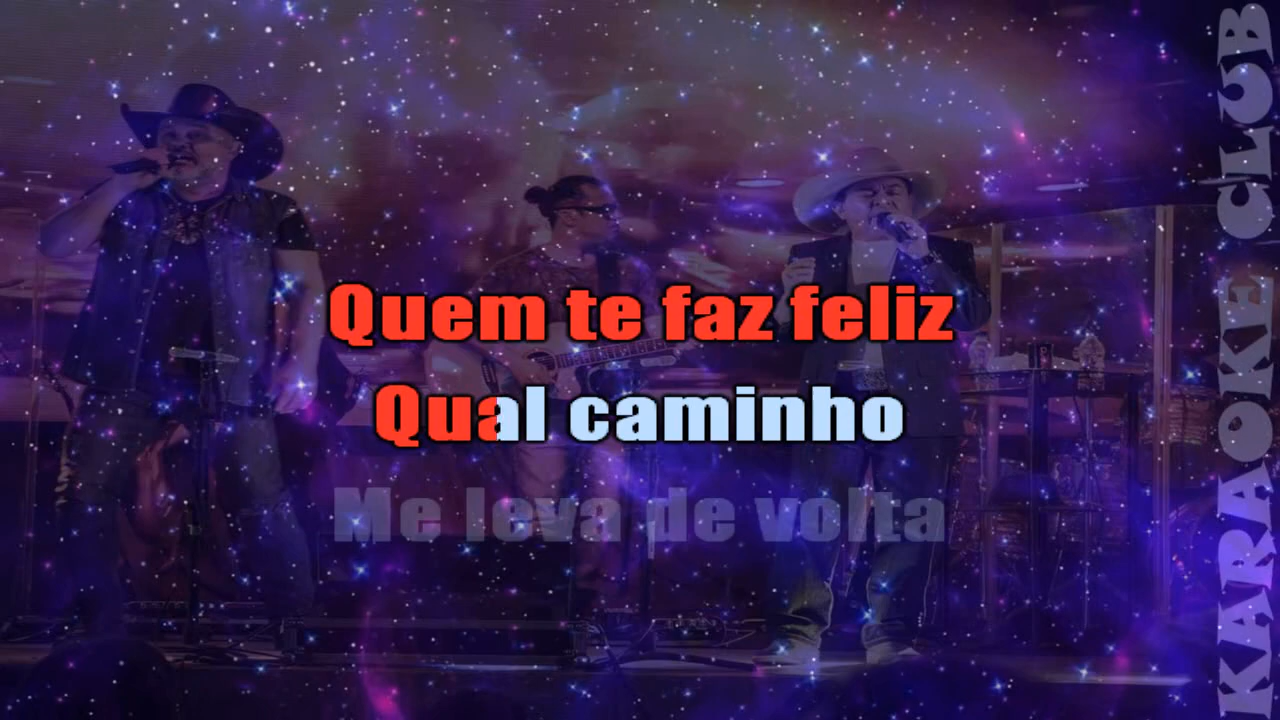 Quem te faz feliz
Qual caminho
Me leva de volta
KARAOKE CLUB